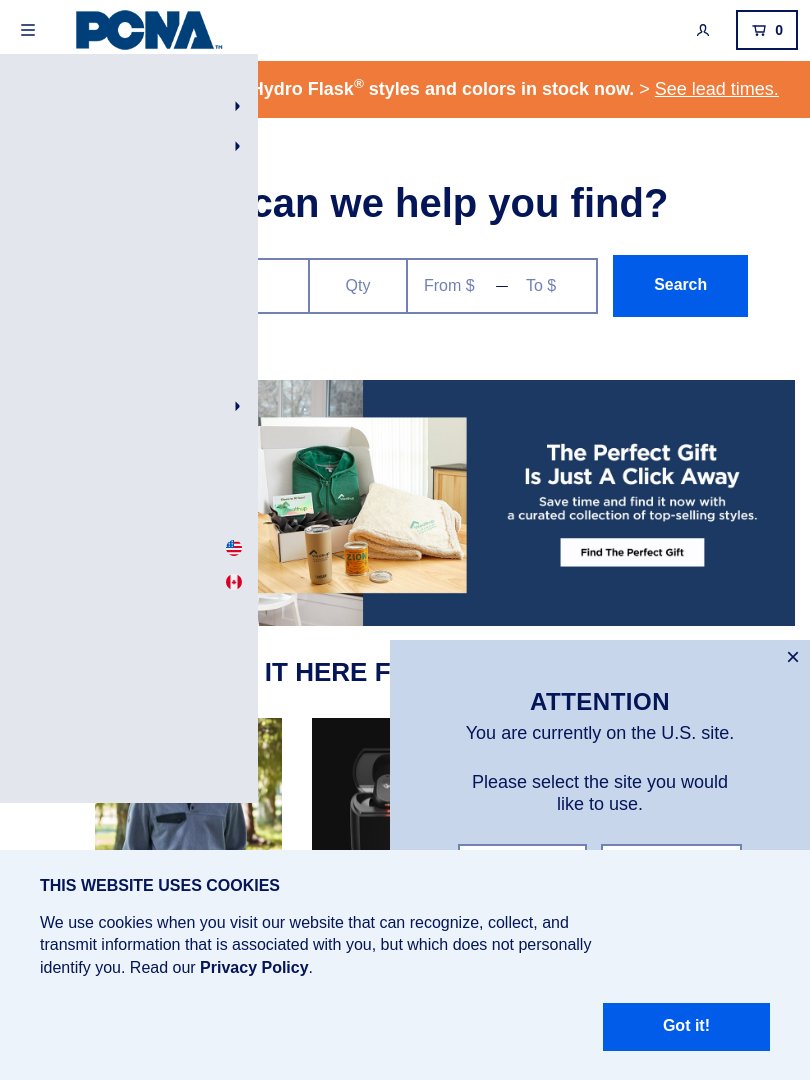 PCNA™
0
Hydro Flask® styles and colors in stock now. > See lead times.
can we help you find?
Qty
From $ — To $
Search
The Perfect Gift
Is Just A Click Away
Save time and find it now with
a curated collection of top-selling styles.
Find The Perfect Gift
IT HERE F
ATTENTION
You are currently on the U.S. site.
Please select the site you would
like to use.
THIS WEBSITE USES COOKIES
We use cookies when you visit our website that can recognize, collect, and
transmit information that is associated with you, but which does not personally
identify you. Read our Privacy Policy.
Got it!